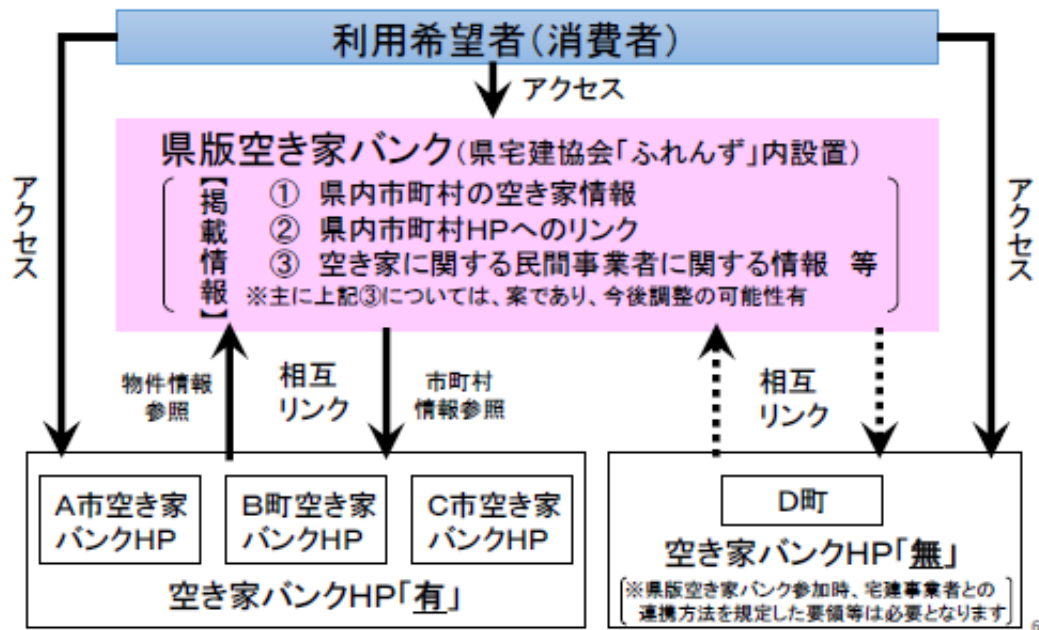 利用希望者(消費者)
アクセス
アクセス
アクセス
県版空き家バンク(県宅建協会「ふれんず」内設置)
【掲載情報】
① 県内市町村の空き家情報
② 県内市町村HPへのリンク
③ 空き家に関する民間事業者に関する情報 等
※主に上記③については、案であり、今後調整の可能性有
物件情報
参照
相互
リンク
市町村
情報参照
相互
リンク
A市空き家
バンクHP
B町空き家
バンクHP
C市空き家
バンクHP
空き家バンクHP「有」
D町
空き家バンクHP「無」
※県版空き家バンク参加時、宅建事業者との
連携方法を規定した要領等は必要となります
6